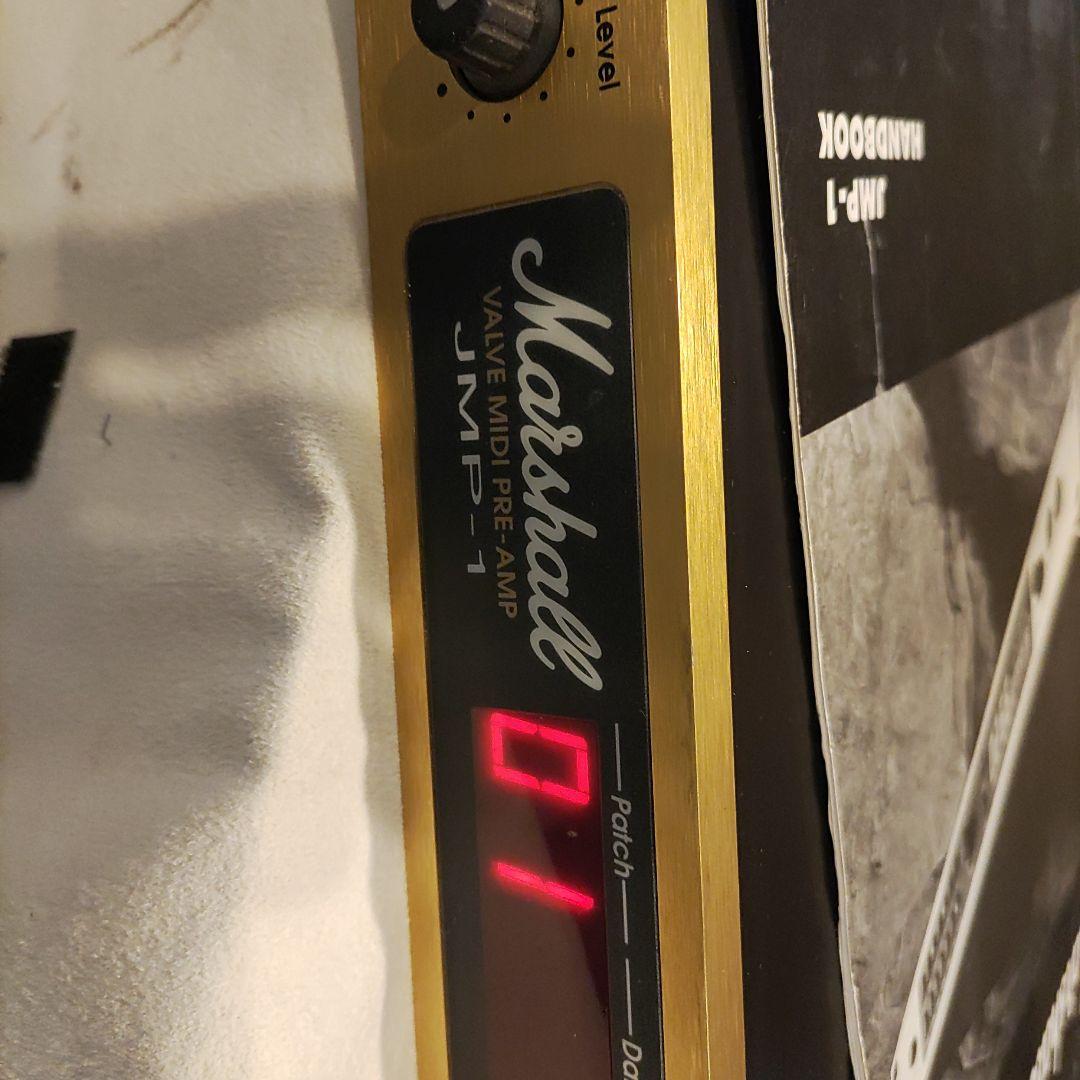 Level
Marshall
VALVE MIDI PRE-AMP
JMP-1
Patch
01
JMP-1
HANDBOOK